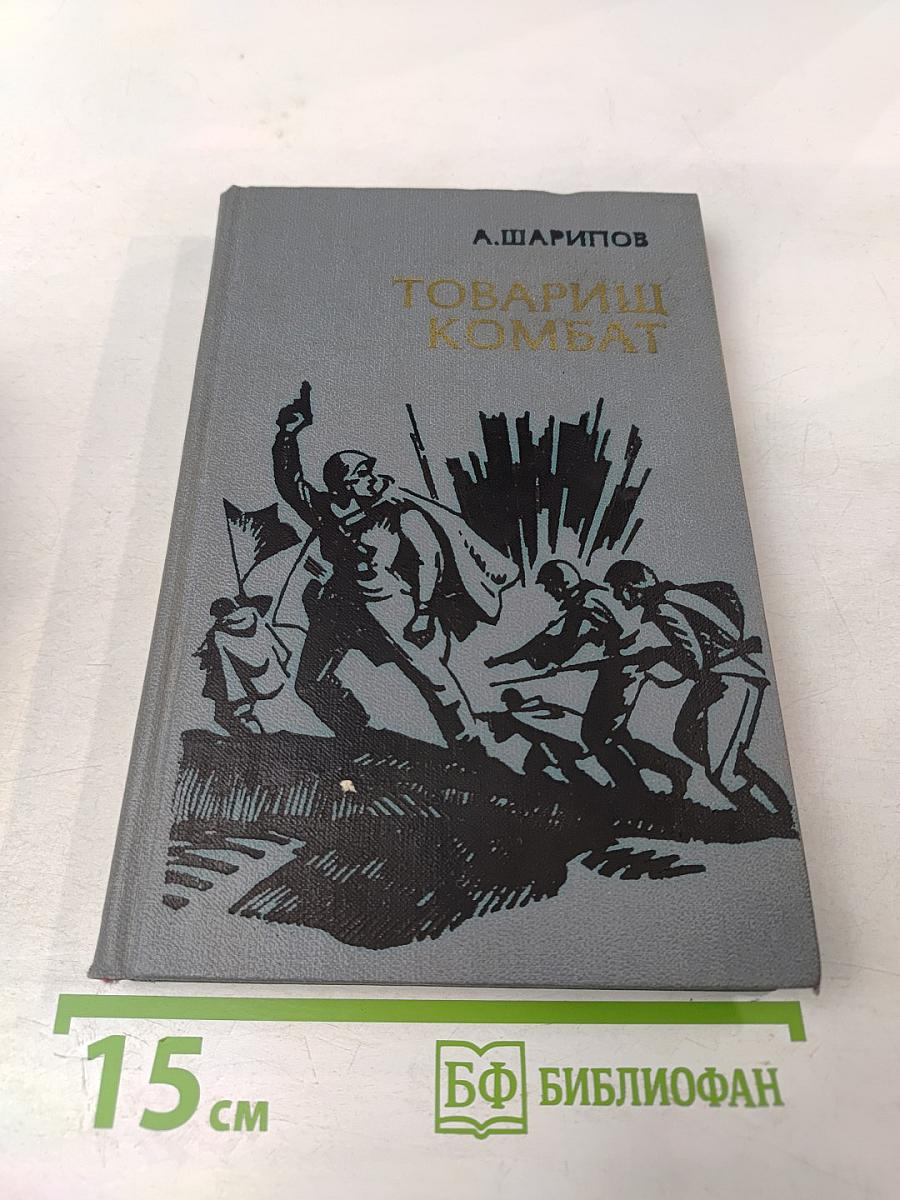 А.ШАРИПОВ
ТОВАРИЩ
КОМБАТ
15 см
БФ БИБЛИОФАН